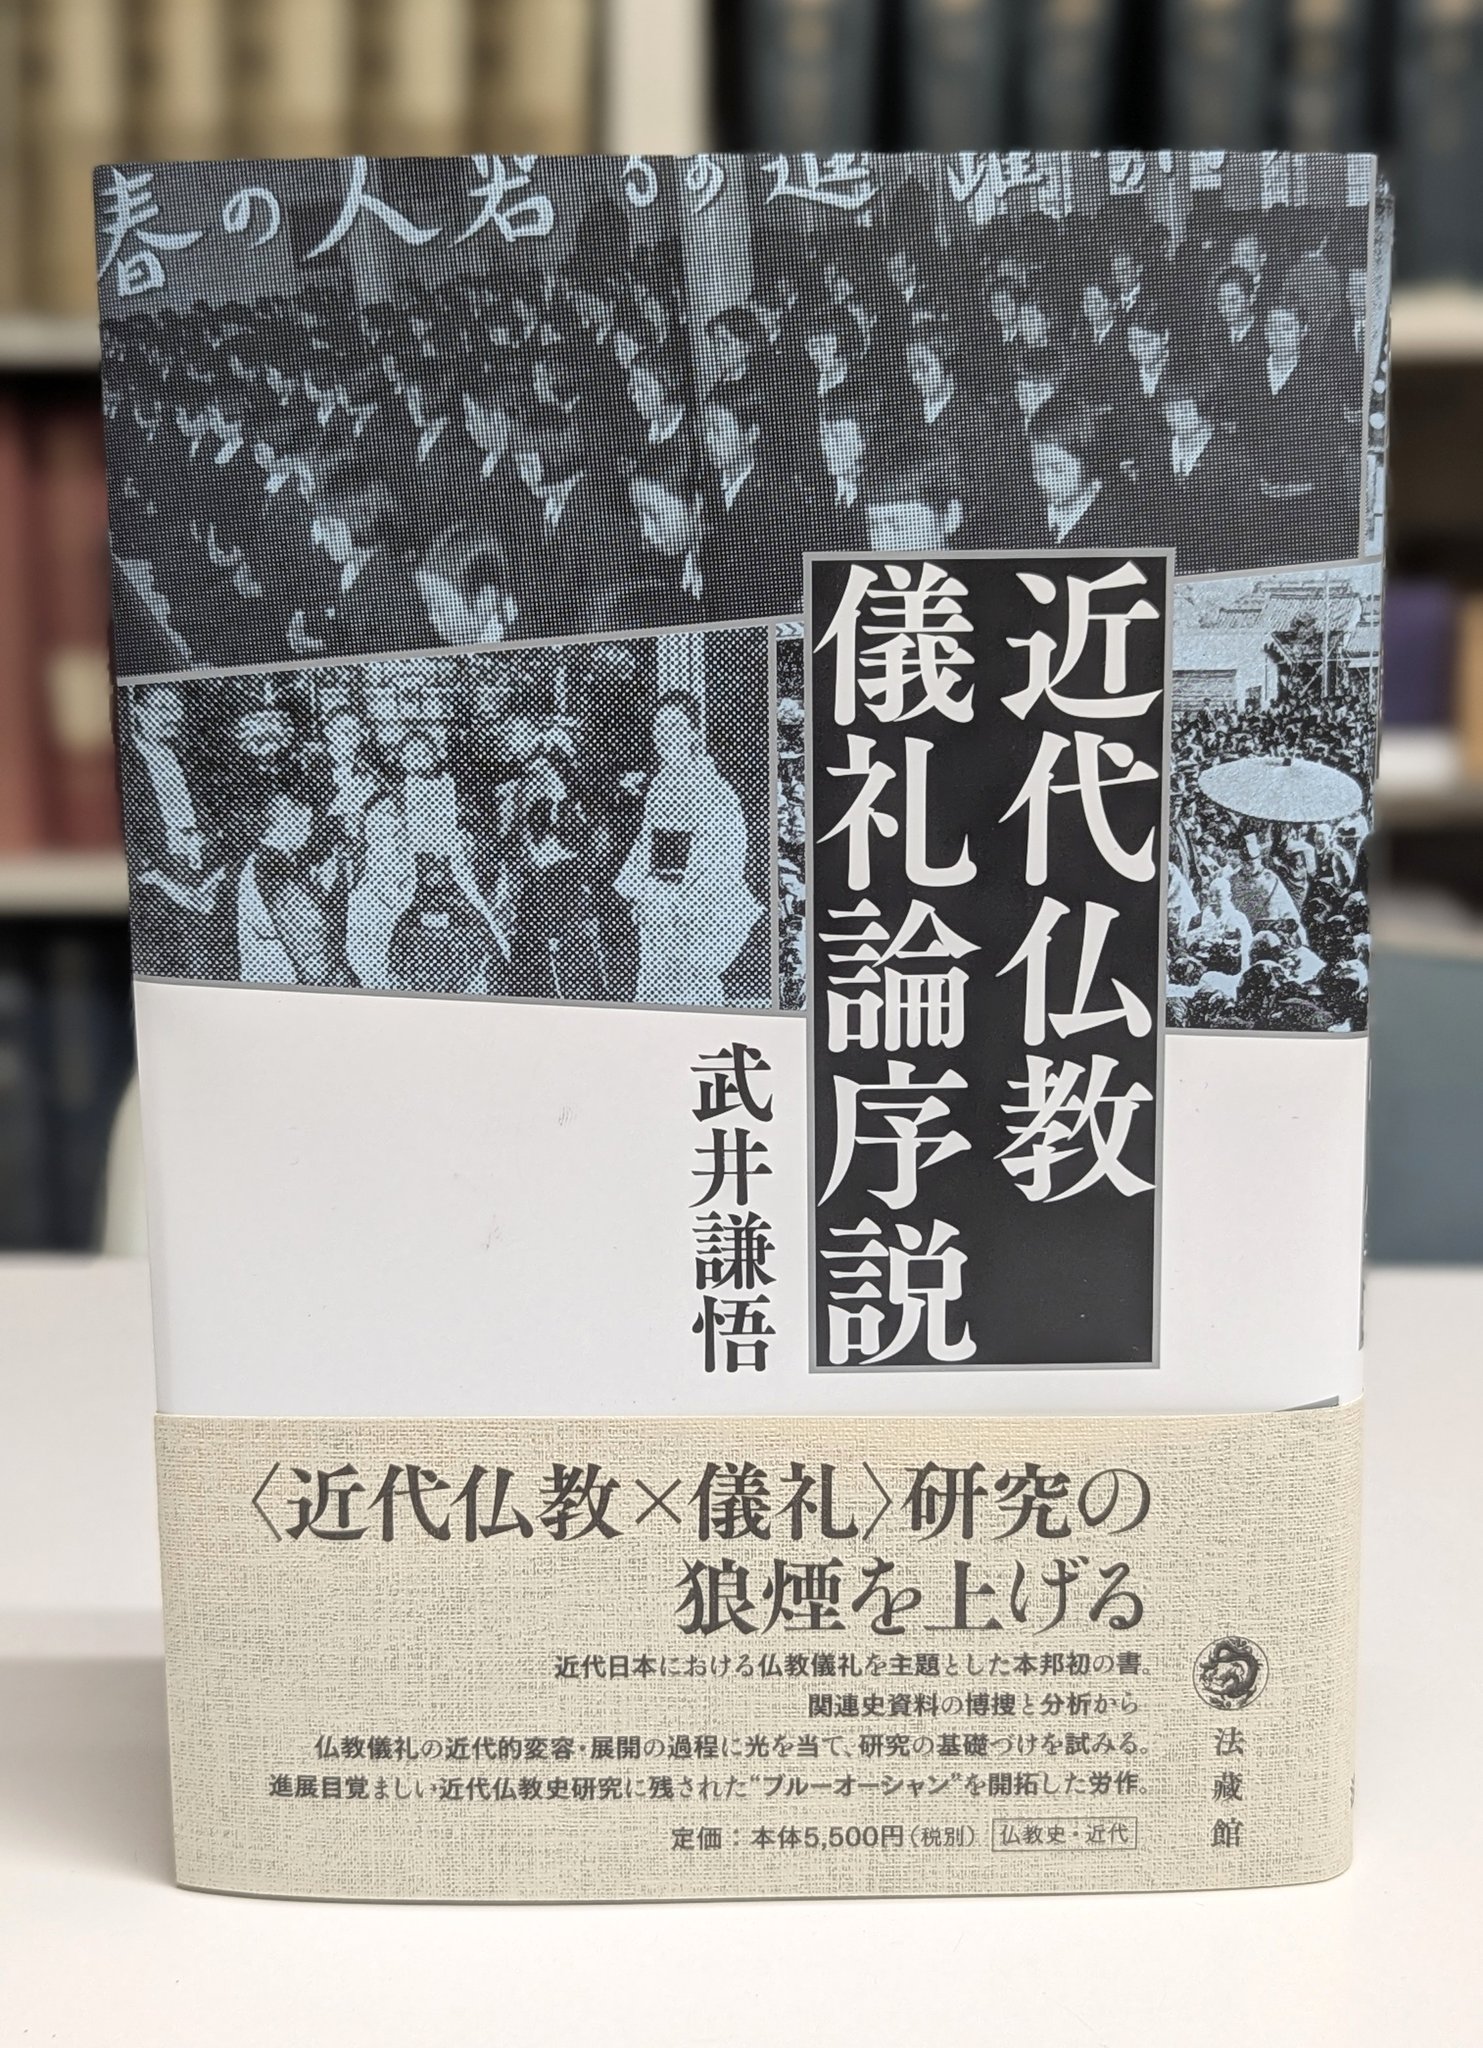 春の人若るめ進
近代仏教
儀礼論序説
武井謙悟
〈近代仏教×儀礼〉研究の
狼煙を上げる
近代日本における仏教儀礼を主題とした本邦初の書。
関連史資料の博捜と分析から
仏教儀礼の近代的変容・展開の過程に光を当て、研究の基礎づけを試みる。
進展目覚ましい近代仏教史研究に残された“ブルーオーシャン”を開拓した労作。
定価：本体5,500円（税別） 仏教史・近代
法藏館